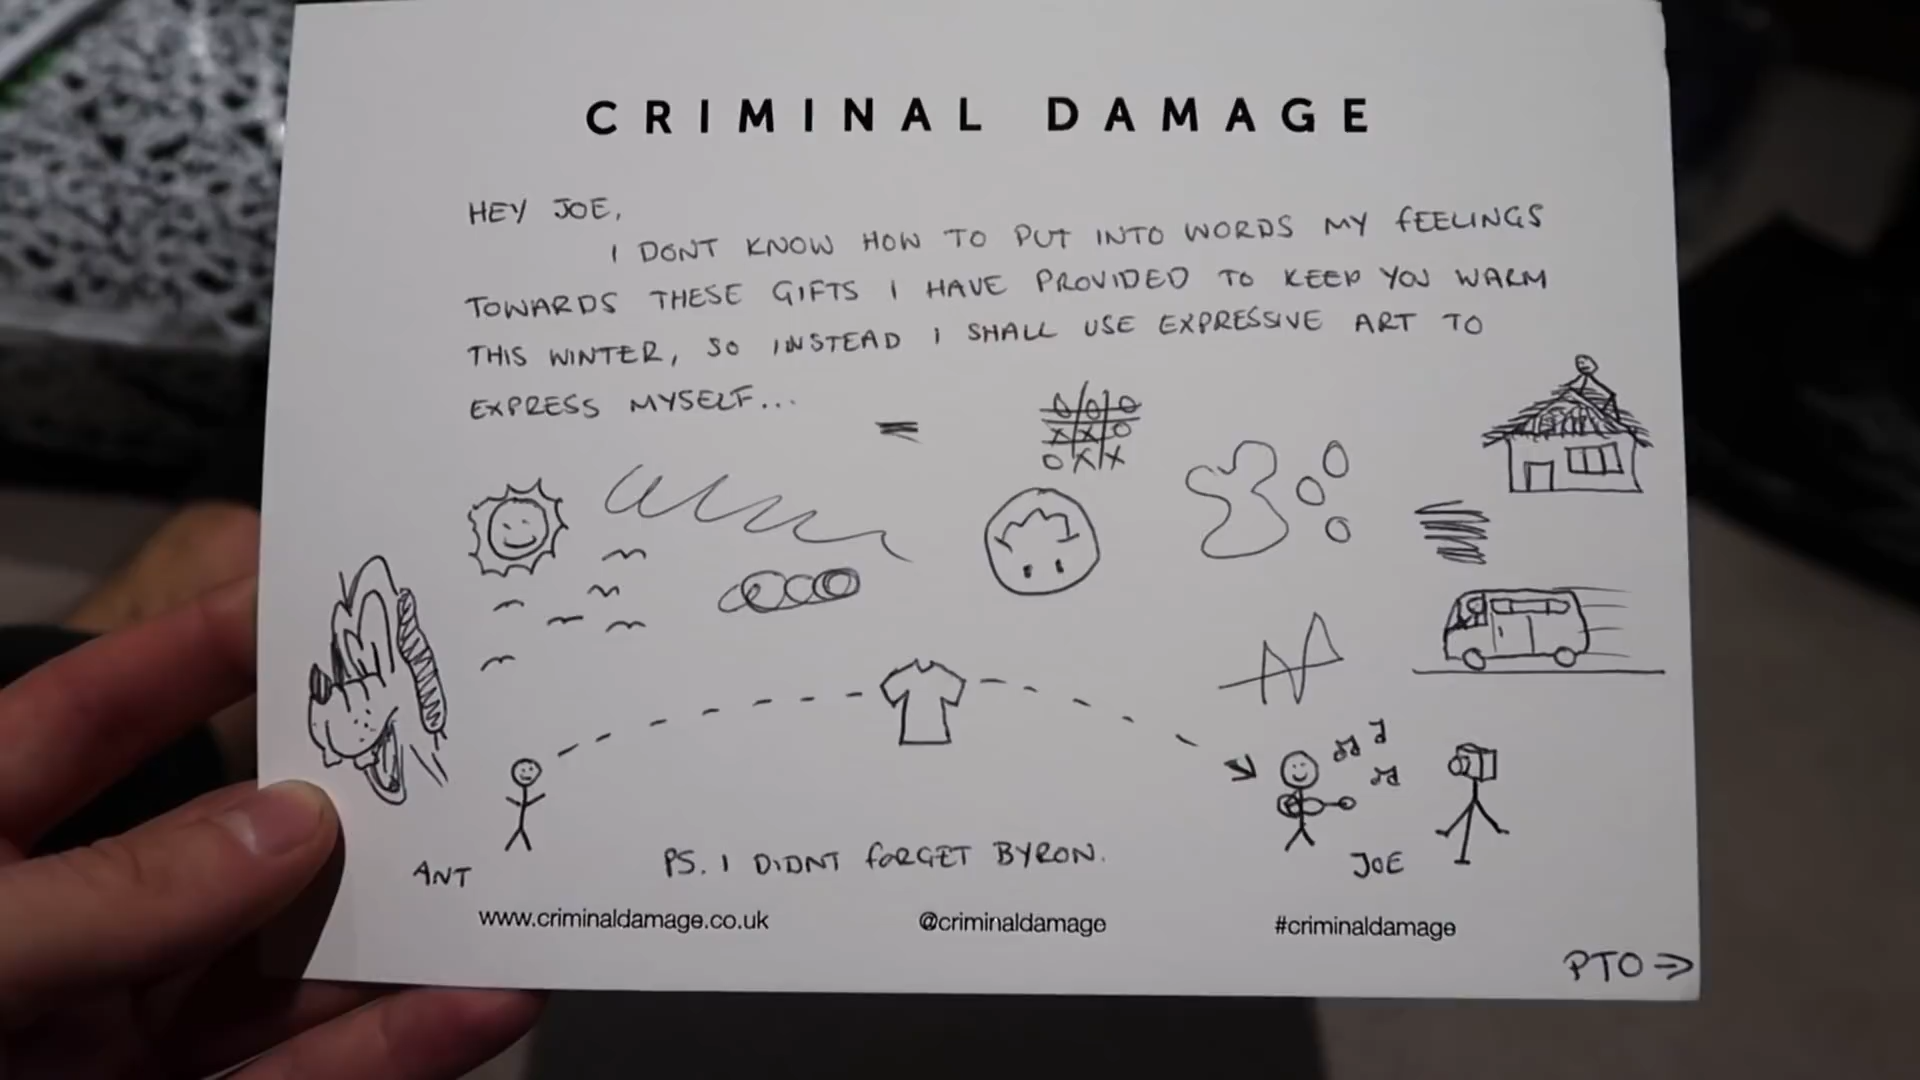 CRIMINAL DAMAGE
HEY JOE,
I DONT KNOW HOW TO PUT INTO WORDS MY FEELINGS
TOWARDS THESE GIFTS I HAVE PROVIDED TO KEEP YOU WARM
THIS WINTER, SO INSTEAD I SHALL USE EXPRESSIVE ART TO
EXPRESS MYSELF...
O O O
X X O
O X X
ANT
PS. I DIDNT FORGET BYRON.
JOE
www.criminaldamage.co.uk
@criminaldamage
#criminaldamage
PTO ⇒